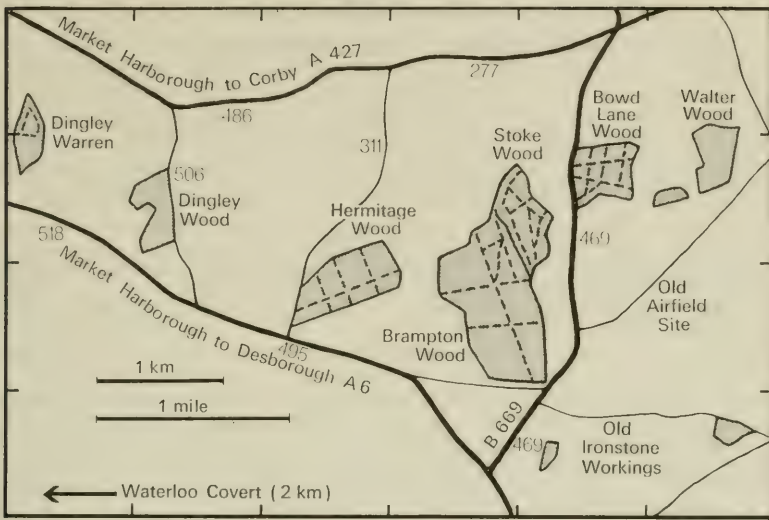 Market Harborough to Corby A 427
277
486
Dingley
Warren
Bowd
Lane
Wood
Walter
Wood
Stoke
Wood
311
506
Dingley
Wood
Hermitage
Wood
518
469
Market Harborough to Desborough A6
Old
Airfield
Site
495
Brampton
Wood
1 km
1 mile
B 669
469
Old
Ironstone
Workings
Waterloo Covert (2 km)